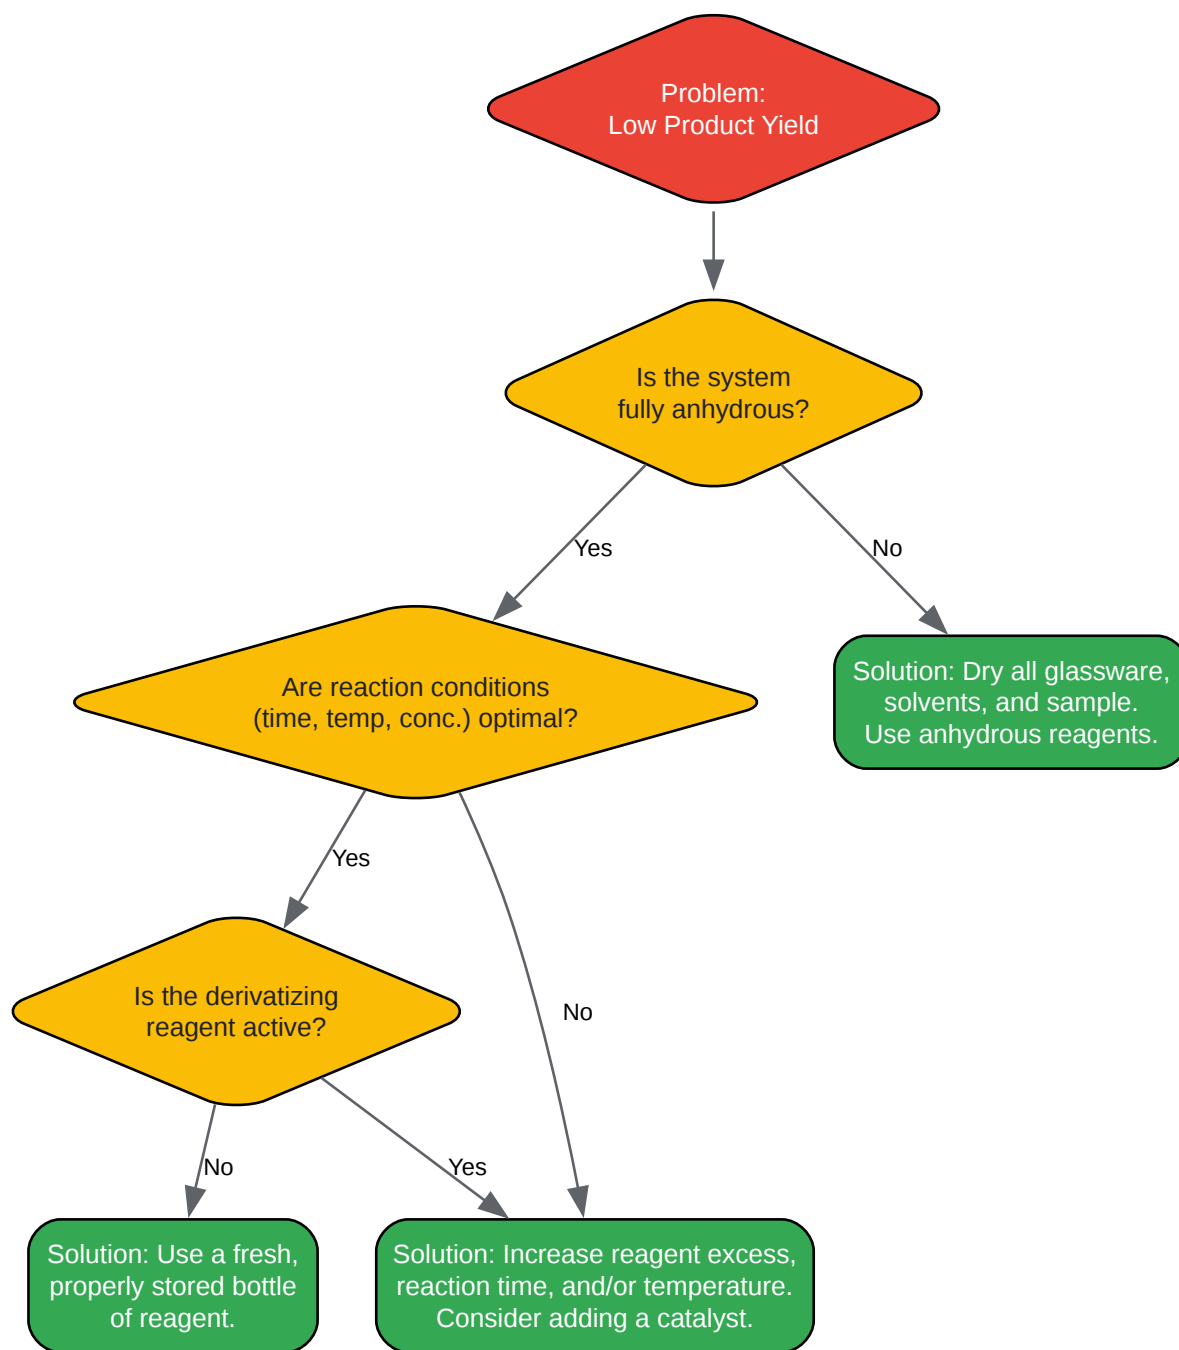 Problem:
Low Product Yield
Is the system
fully anhydrous?
Yes
No
Are reaction conditions
(time, temp, conc.) optimal?
Solution: Dry all glassware,
solvents, and sample.
Use anhydrous reagents.
Yes
No
Is the derivatizing
reagent active?
No
Yes
Solution: Use a fresh,
properly stored bottle
of reagent.
Solution: Increase reagent excess,
reaction time, and/or temperature.
Consider adding a catalyst.